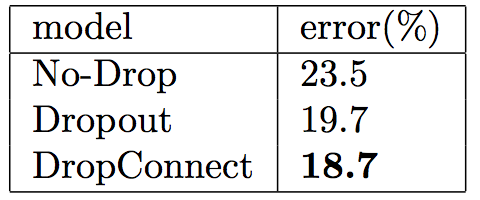 model error(%)
No-Drop 23.5
Dropout 19.7
DropConnect 18.7